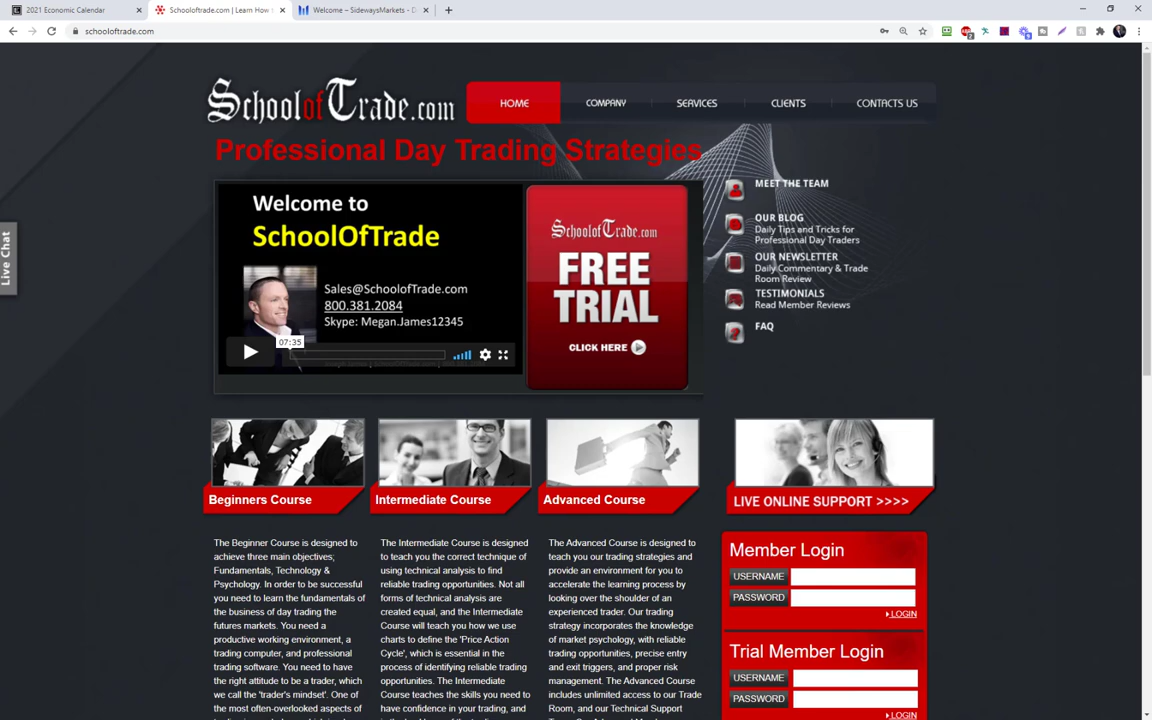 2021 Economic Calendar
Schooloftrade.com | Learn How
Welcome – SidewaysMarkets - D
schooloftrade.com
SchoolofTrade.com
HOME
COMPANY
SERVICES
CLIENTS
CONTACTS US
Professional Day Trading Strategies
Welcome to
SchoolOfTrade
Sales@SchoolofTrade.com
800.381.2084
Skype: Megan.James12345
07:35
SchoolofTrade.com
FREE
TRIAL
CLICK HERE
MEET THE TEAM
OUR BLOG
Daily Tips and Tricks for
Professional Day Traders
OUR NEWSLETTER
Daily Commentary & Trade
Room Review
TESTIMONIALS
Read Member Reviews
FAQ
Live Chat
Beginners Course
Intermediate Course
Advanced Course
LIVE ONLINE SUPPORT >>>>
The Beginner Course is designed to
achieve three main objectives;
Fundamentals, Technology &
Psychology. In order to be successful
you need to learn the fundamentals of
the business of day trading the
futures markets. You need a
productive working environment, a
trading computer, and professional
trading software. You need to have
the right attitude to be a trader, which
we call the 'trader's mindset'. One of
the most often-overlooked aspects of
The Intermediate Course is designed
to teach you the correct technique of
using technical analysis to find
reliable trading opportunities. Not all
forms of technical analysis are
created equal, and the Intermediate
Course will teach you how we use
charts to define the 'Price Action
Cycle', which is essential in the
process of identifying reliable trading
opportunities. The Intermediate
Course teaches the skills you need to
have confidence in your trading, and
The Advanced Course is designed to
teach you our trading strategies and
provide an environment for you to
accelerate the learning process by
looking over the shoulder of an
experienced trader. Our trading
strategy incorporates the knowledge
of market psychology, with reliable
trading opportunities, precise entry
and exit triggers, and proper risk
management. The Advanced Course
includes unlimited access to our Trade
Room, and our Technical Support
Member Login
USERNAME
PASSWORD
LOGIN
Trial Member Login
USERNAME
PASSWORD
LOGIN